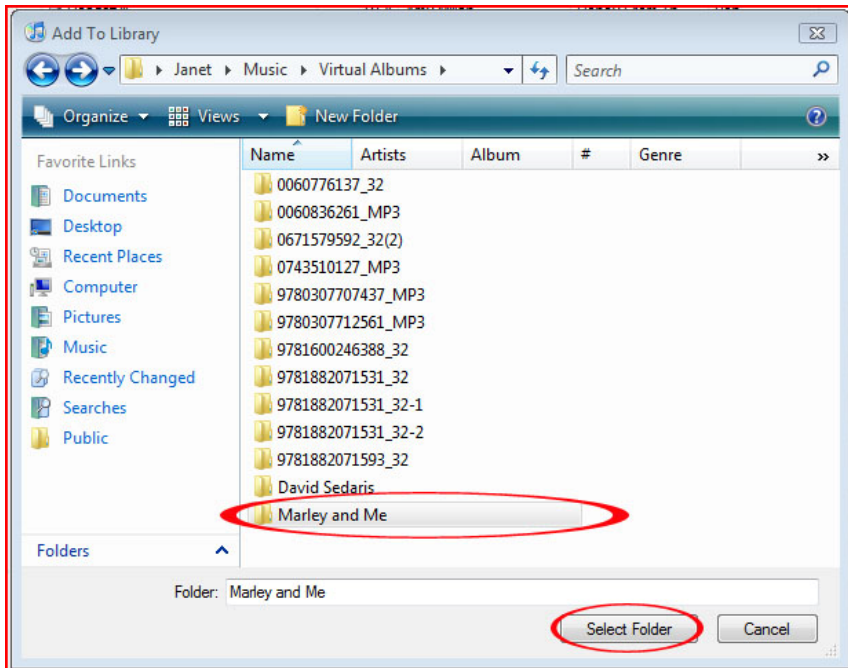 Add To Library
Janet Music Virtual Albums Search
Organize Views New Folder
Favorite Links
Documents
Desktop
Recent Places
Computer
Pictures
Music
Recently Changed
Searches
Public
Folders
Name Artists Album # Genre »
0060776137_32
0060836261_MP3
0671579592_32(2)
0743510127_MP3
9780307707437_MP3
9780307712561_MP3
9781600246388_32
9781882071531_32
9781882071531_32-1
9781882071531_32-2
9781882071593_32
David Sedaris
Marley and Me
Folder: Marley and Me
Select Folder Cancel